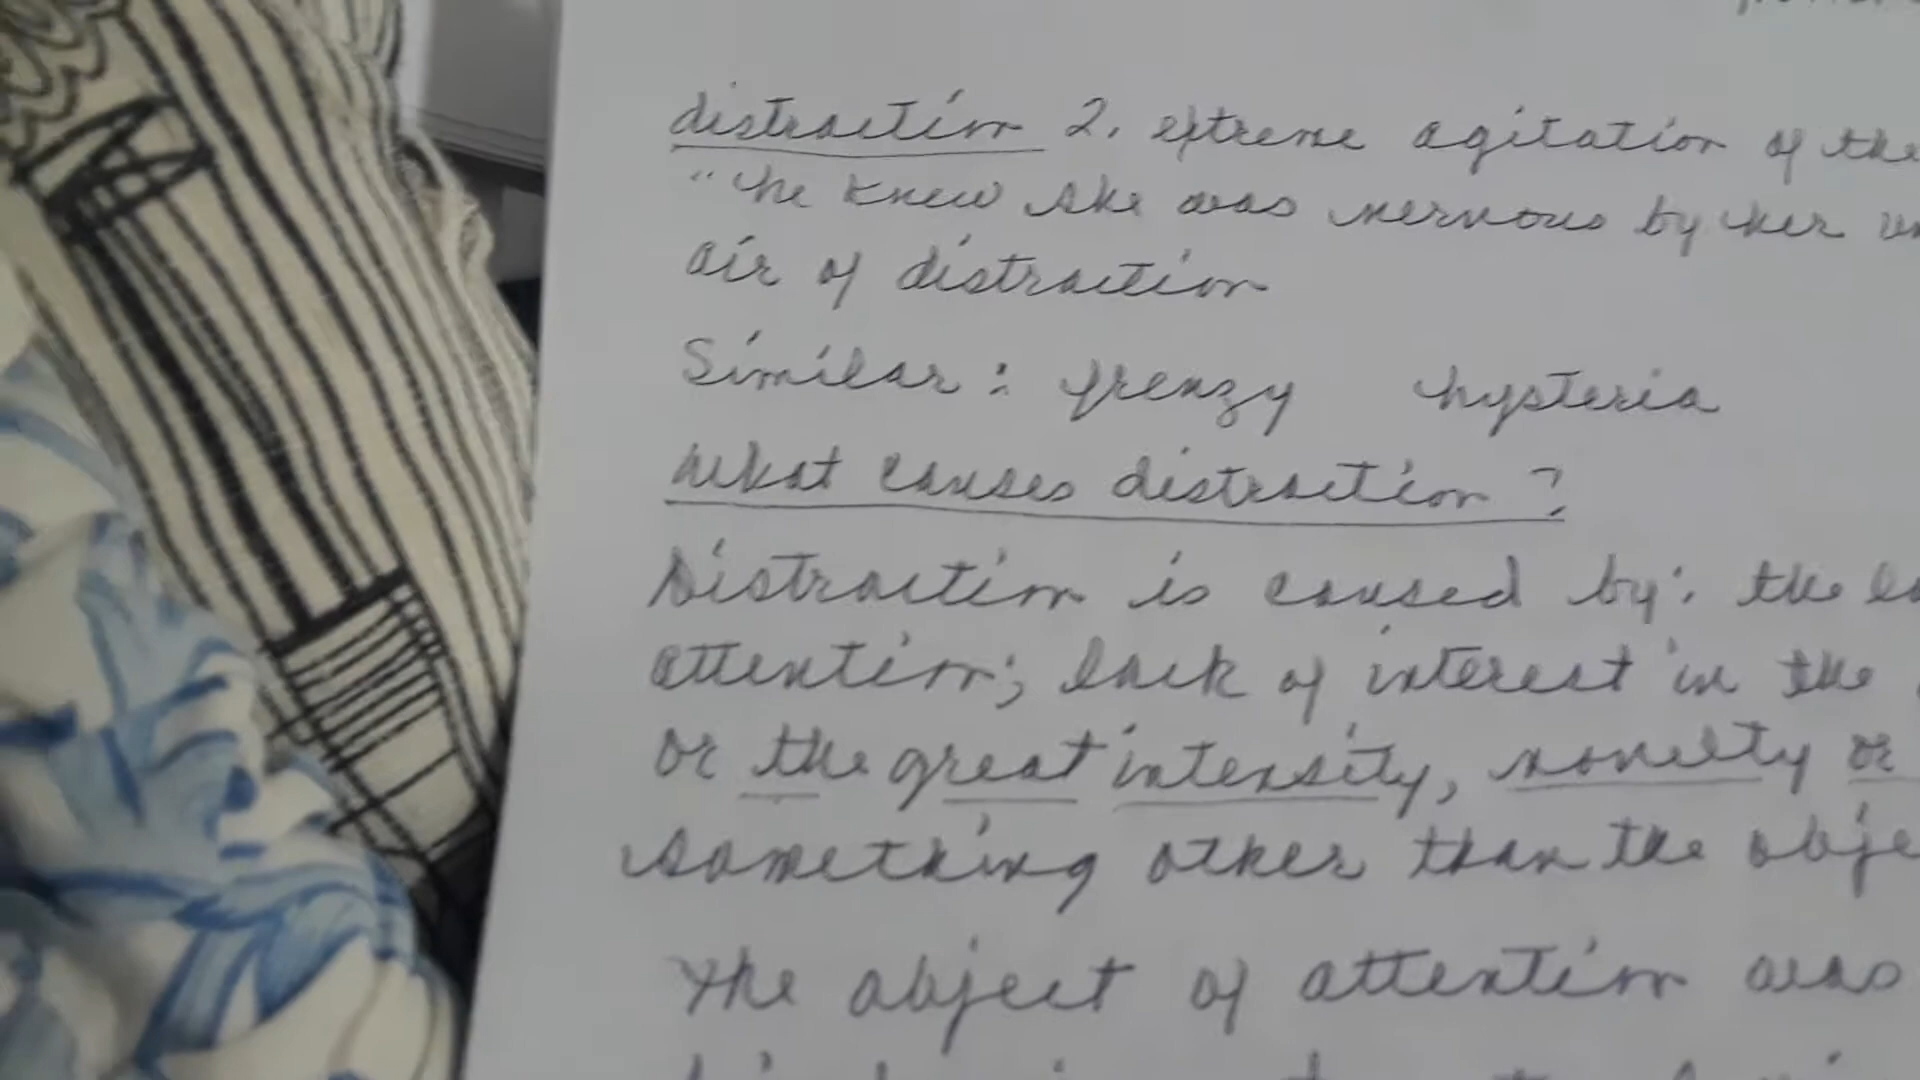 distraction 2. extreme agitation of the
"he knew she was nervous by her
air of distraction
Similar: frenzy hysteria
What causes distraction?
Distraction is caused by: the
attention; lack of interest in the
or the great intensity, novelty or
something other than the
The object of attention was